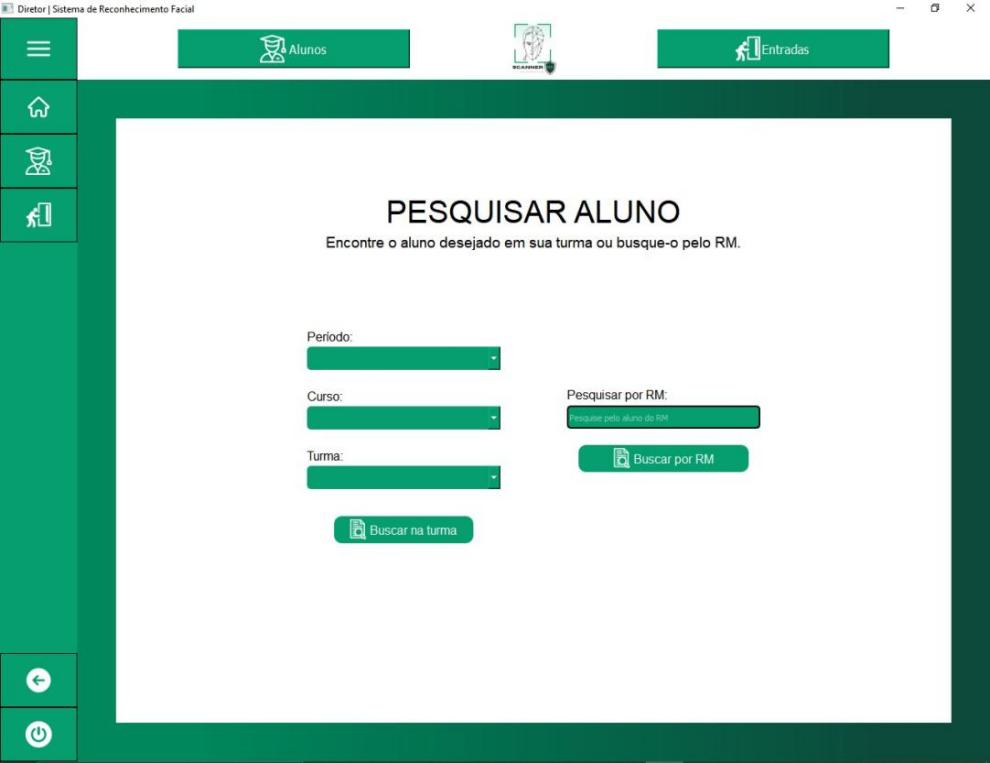 Diretor | Sistema de Reconhecimento Facial
Alunos
SCANNER
Entradas
PESQUISAR ALUNO
Encontre o aluno desejado em sua turma ou busque-o pelo RM.
Período:
Curso:
Pesquisar por RM:
Pesquise pelo aluno do RM
Turma:
Buscar por RM
Buscar na turma